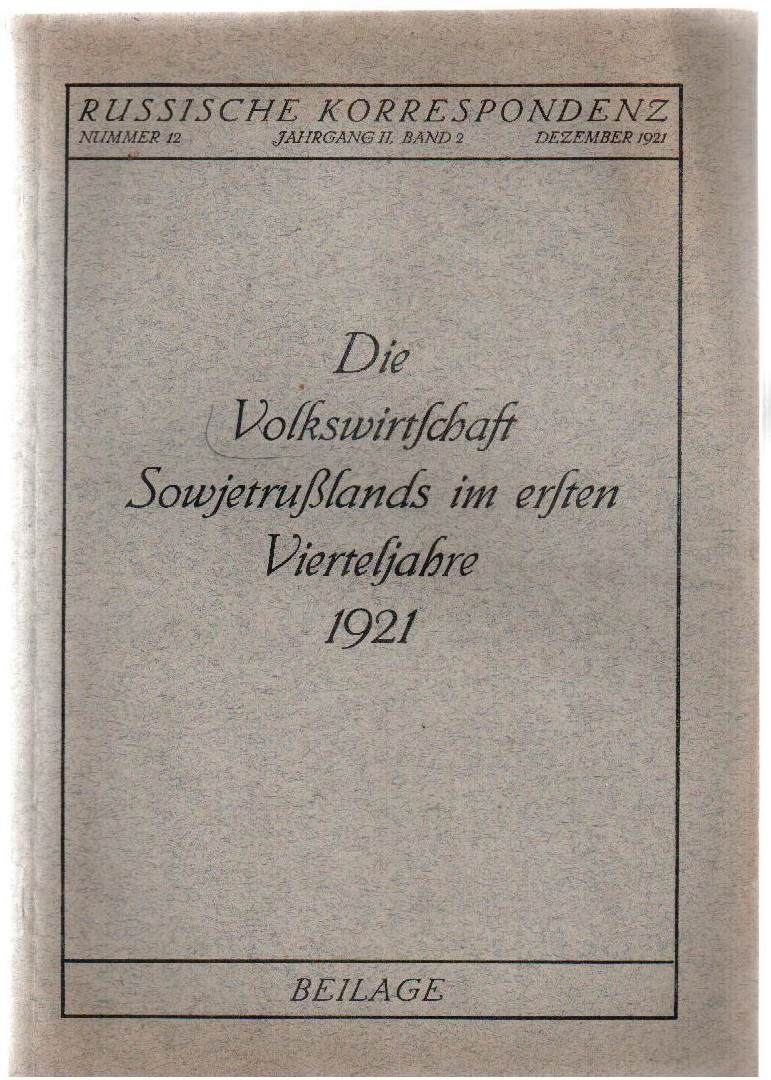 RUSSISCHE KORRESPONDENZ
NUMMER 12 JAHRGANG II, BAND 2 DEZEMBER 1921
Die
Volkswirtſchaft
Sowjetrußlands im erſten
Vierteljahre
1921
BEILAGE